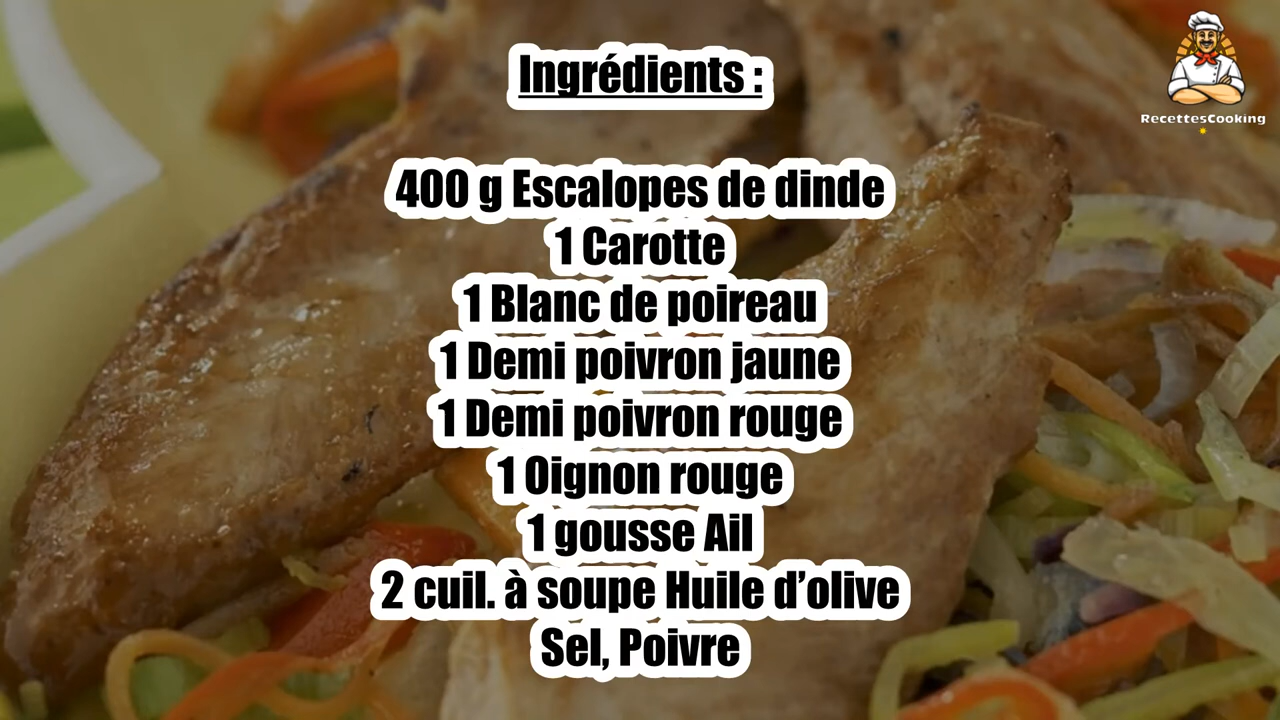 Ingrédients :
RecettesCooking
400 g Escalopes de dinde
1 Carotte
1 Blanc de poireau
1 Demi poivron jaune
1 Demi poivron rouge
1 Oignon rouge
1 gousse Ail
2 cuil. à soupe Huile d’olive
Sel, Poivre